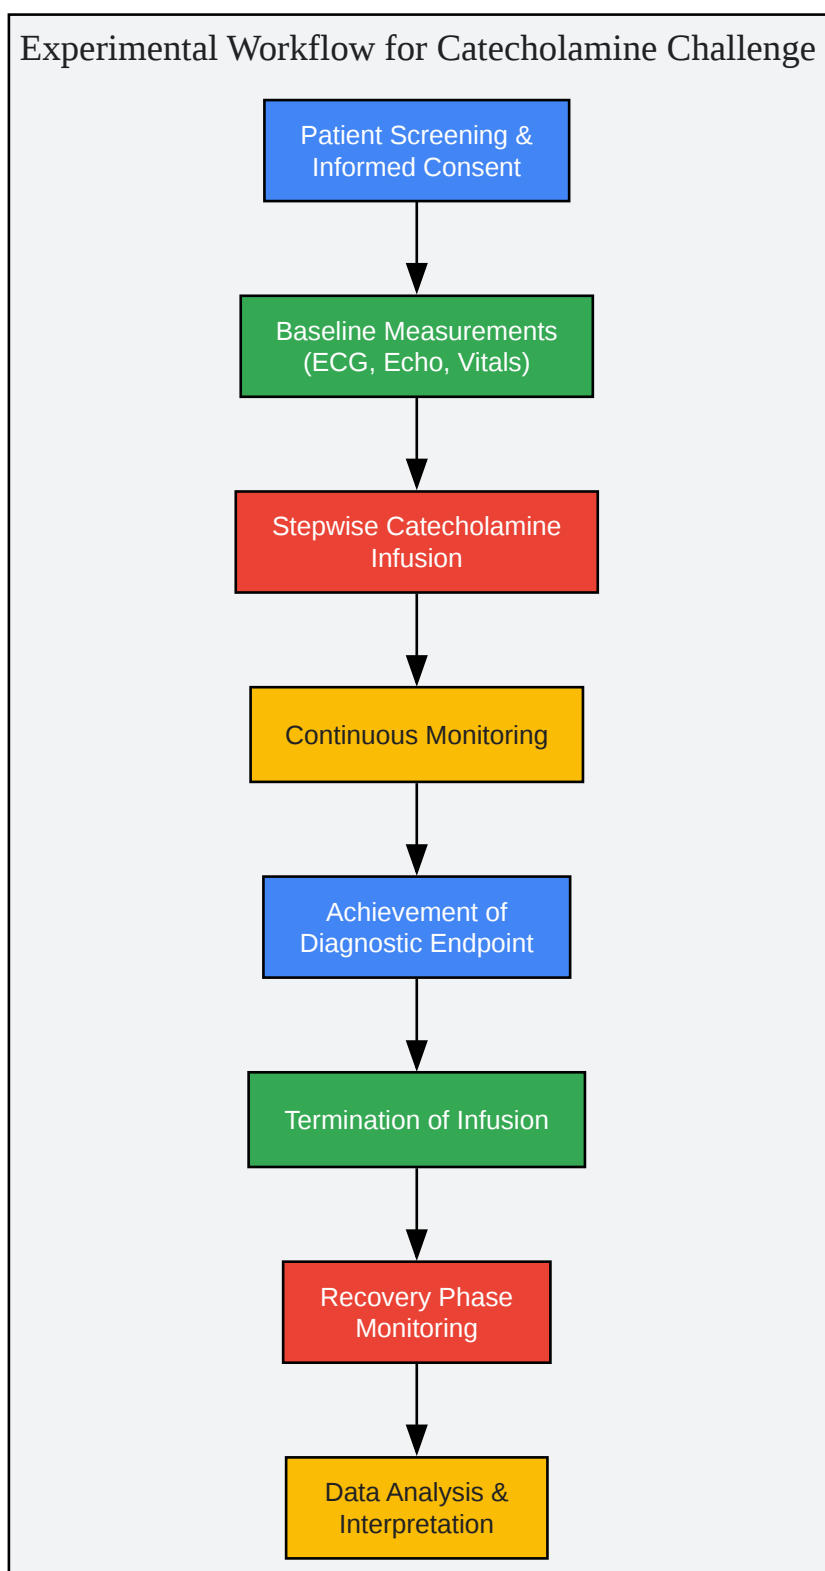 Experimental Workflow for Catecholamine Challenge
Patient Screening &
Informed Consent
Baseline Measurements
(ECG, Echo, Vitals)
Stepwise Catecholamine
Infusion
Continuous Monitoring
Achievement of
Diagnostic Endpoint
Termination of Infusion
Recovery Phase
Monitoring
Data Analysis &
Interpretation